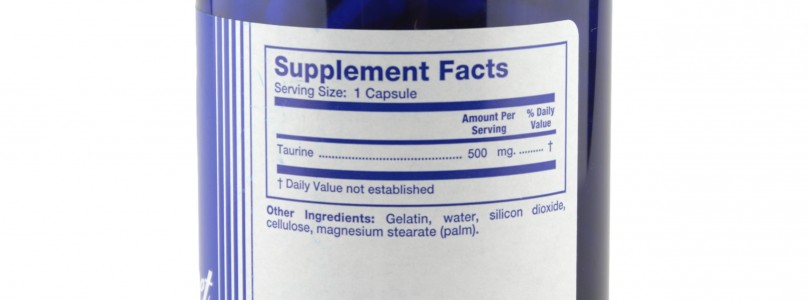 Supplement Facts
Serving Size: 1 Capsule
Amount Per % Daily
Serving Value
Taurine ................................................ 500 mg. ......... †
† Daily Value not established
Other Ingredients: Gelatin, water, silicon dioxide,
cellulose, magnesium stearate (palm).